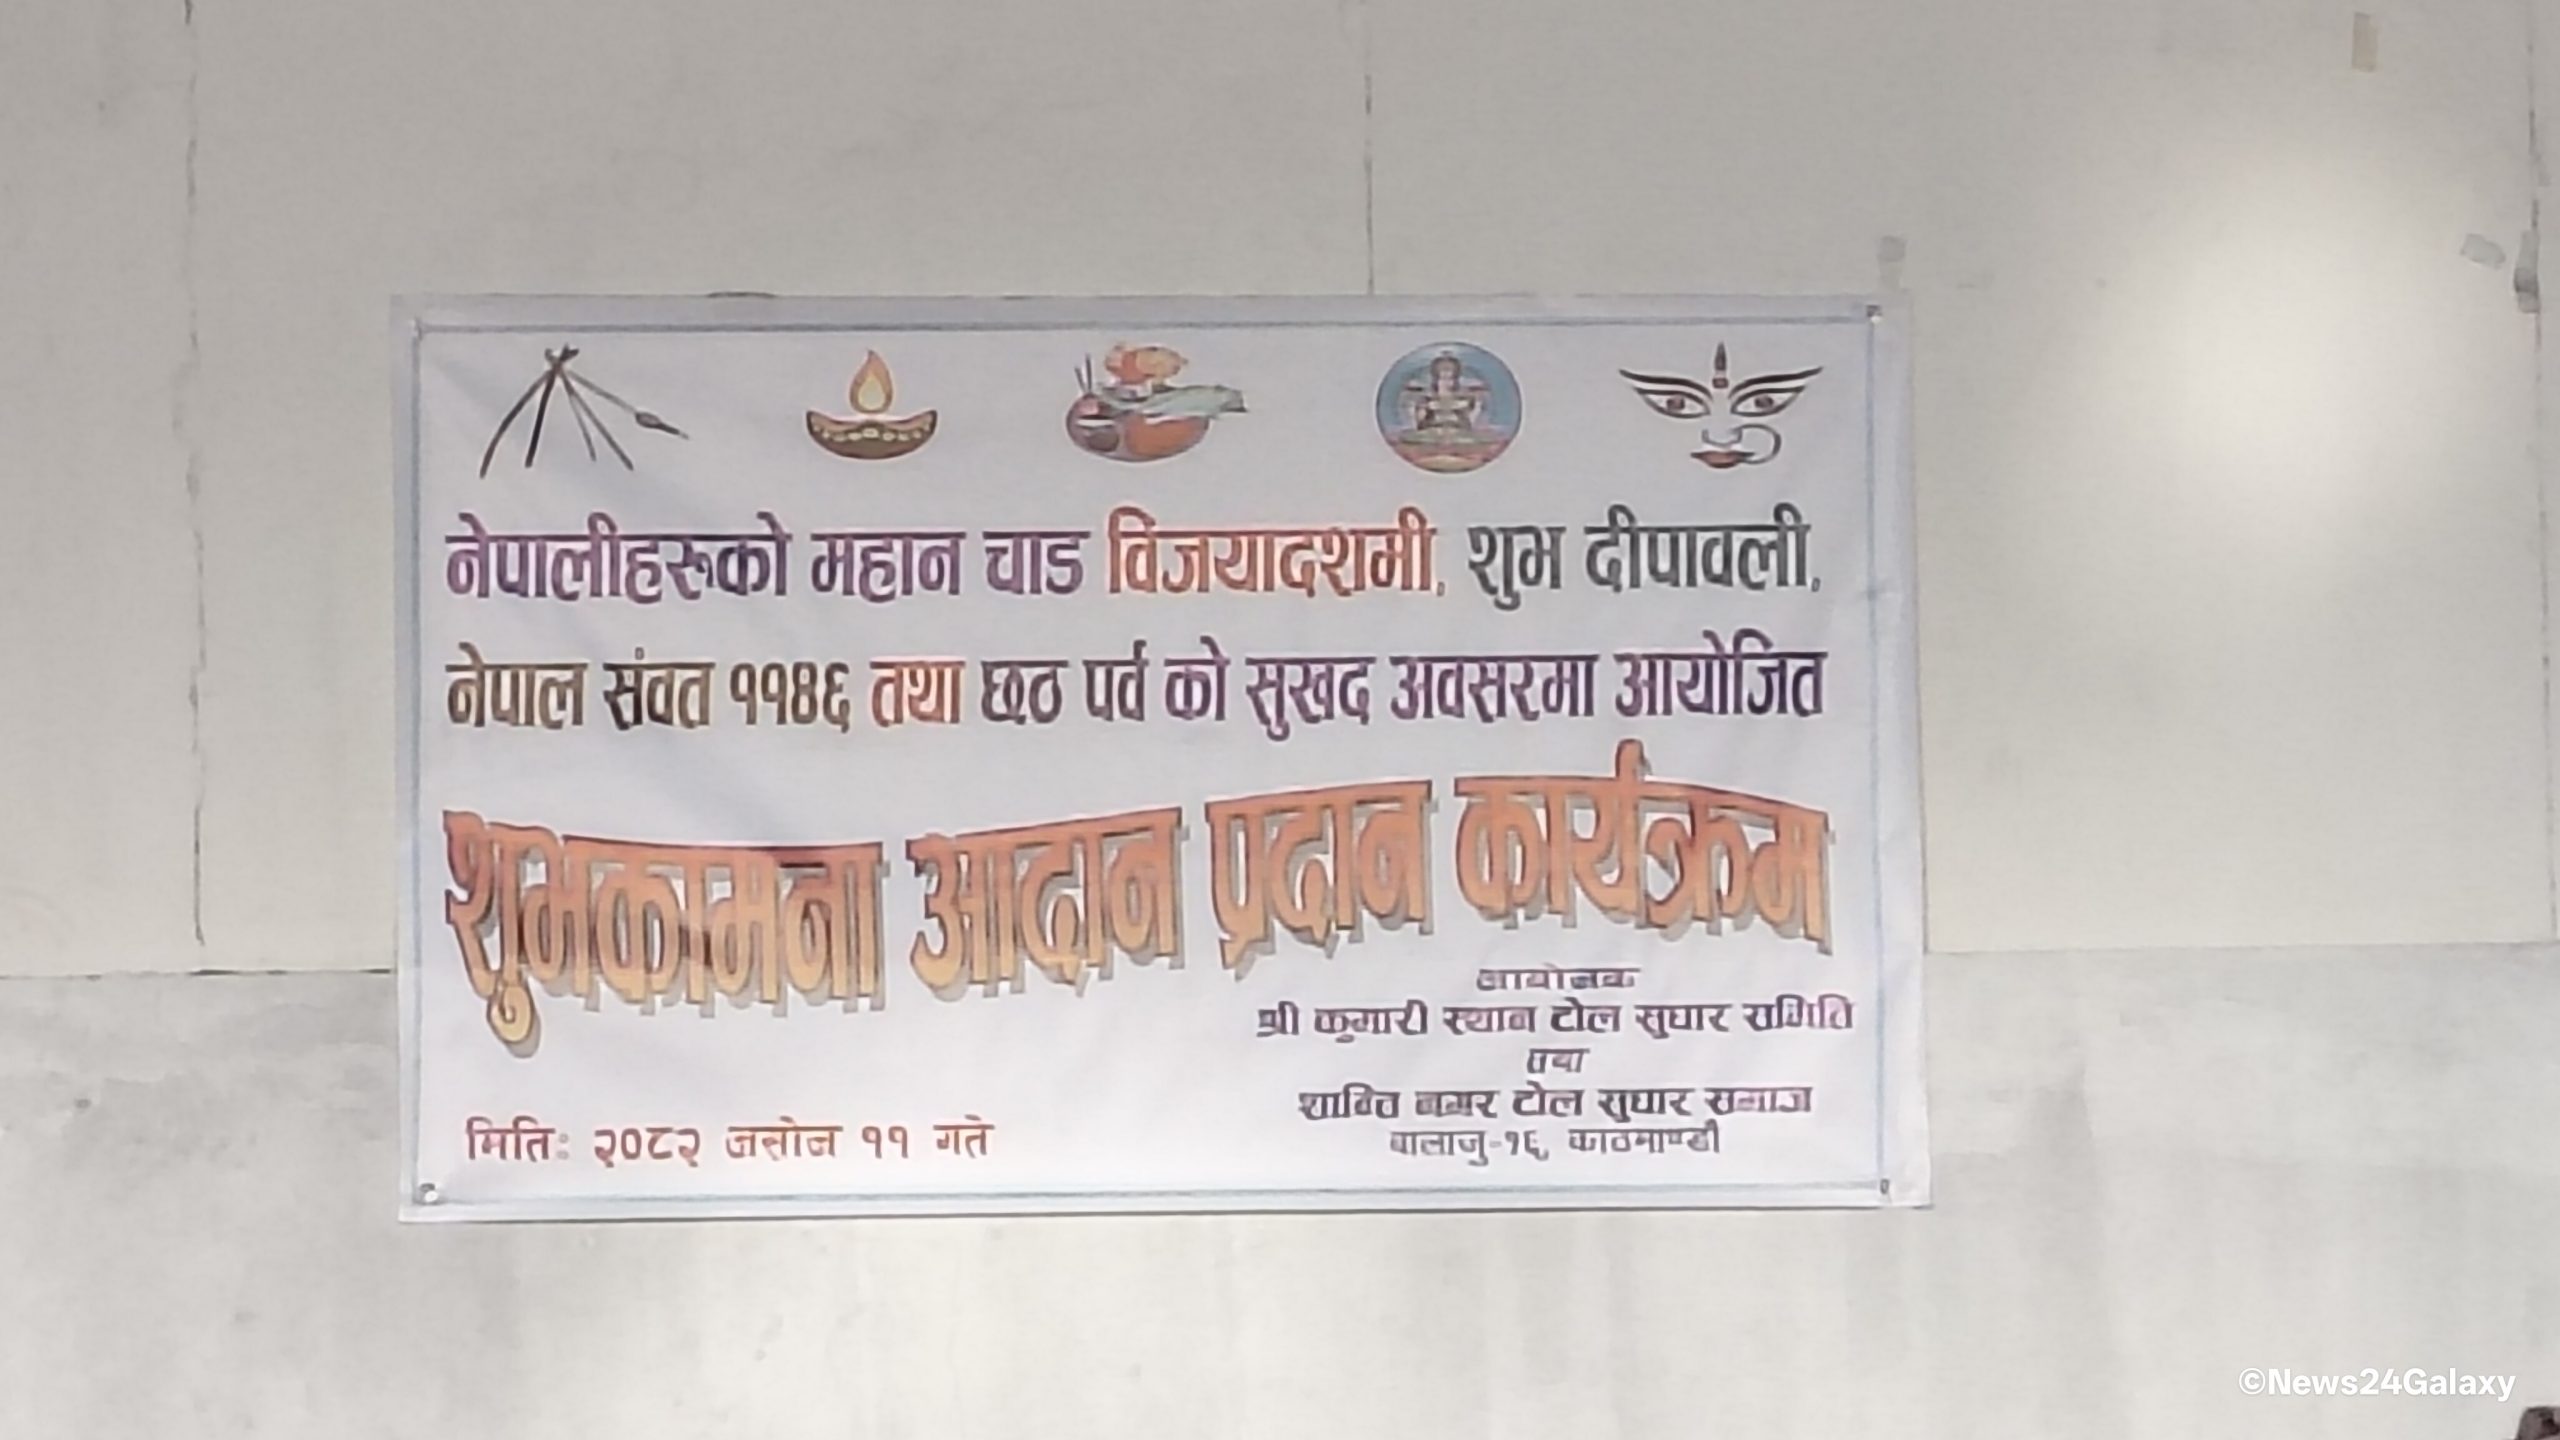 नेपालीहरूको महान चाड विजयादशमी, शुभ दीपावली,
नेपाल संवत ११४६ तथा छठ पर्व को सुखद अवसरमा आयोजित
शुभकामना आदान प्रदान कार्यक्रम
आयोजक
श्री कुमारी स्थान टोल सुधार समिति
तथा
शान्ति नगर टोल सुधार समाज
बालाजु-१६, काठमाण्डौ
मिति: २०८२ असोज ११ गते
©News24Galaxy